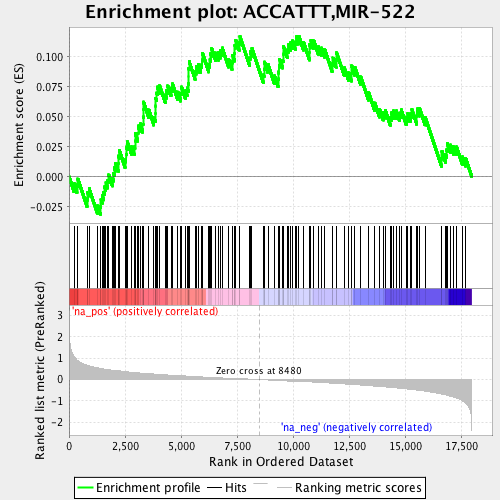 Enrichment plot: ACCATTT,MIR-522
Enrichment score (ES)
0.100
0.075
0.050
0.025
0.000
-0.025
'na_pos' (positively correlated)
Ranked list metric (PreRanked)
3
2
1
0
-1
-2
Zero cross at 8480
'na_neg' (negatively correlated)
0
2,500
5,000
7,500
10,000
12,500
15,000
17,500
Rank in Ordered Dataset
Enrichment profile
Hits
Ranking metric scores